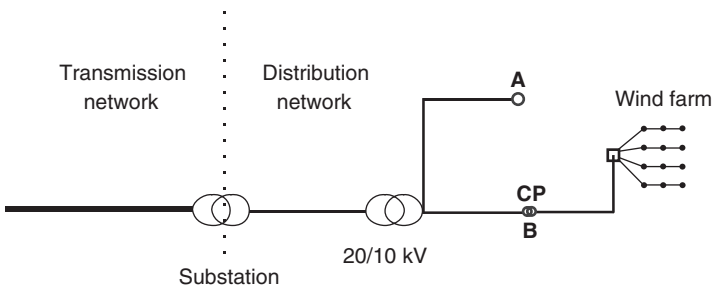 Transmission
network
Distribution
network
A
Wind farm
CP
B
20/10 kV
Substation